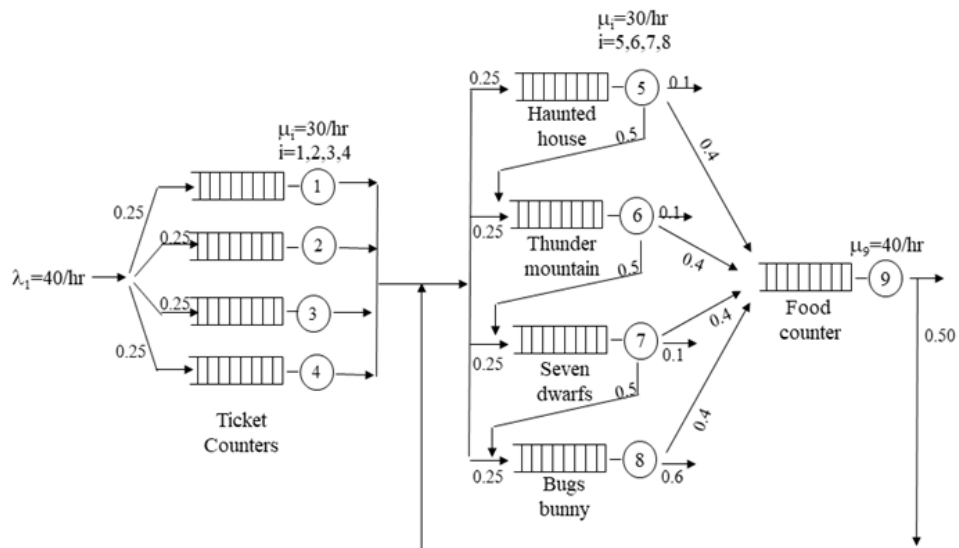 μᵢ=30/hr
i=5,6,7,8
0.25
5
0.1
Haunted
house
0.5
0.4
μᵢ=30/hr
i=1,2,3,4
0.25
1
0.25
6
0.1
Thunder
mountain
0.5
0.4
0.25
2
λ₁=40/hr
μ₉=40/hr
9
Food
counter
0.50
0.25
3
0.25
7
0.4
0.1
Seven
dwarfs
0.5
0.25
4
Ticket
Counters
0.25
8
0.4
0.6
Bugs
bunny